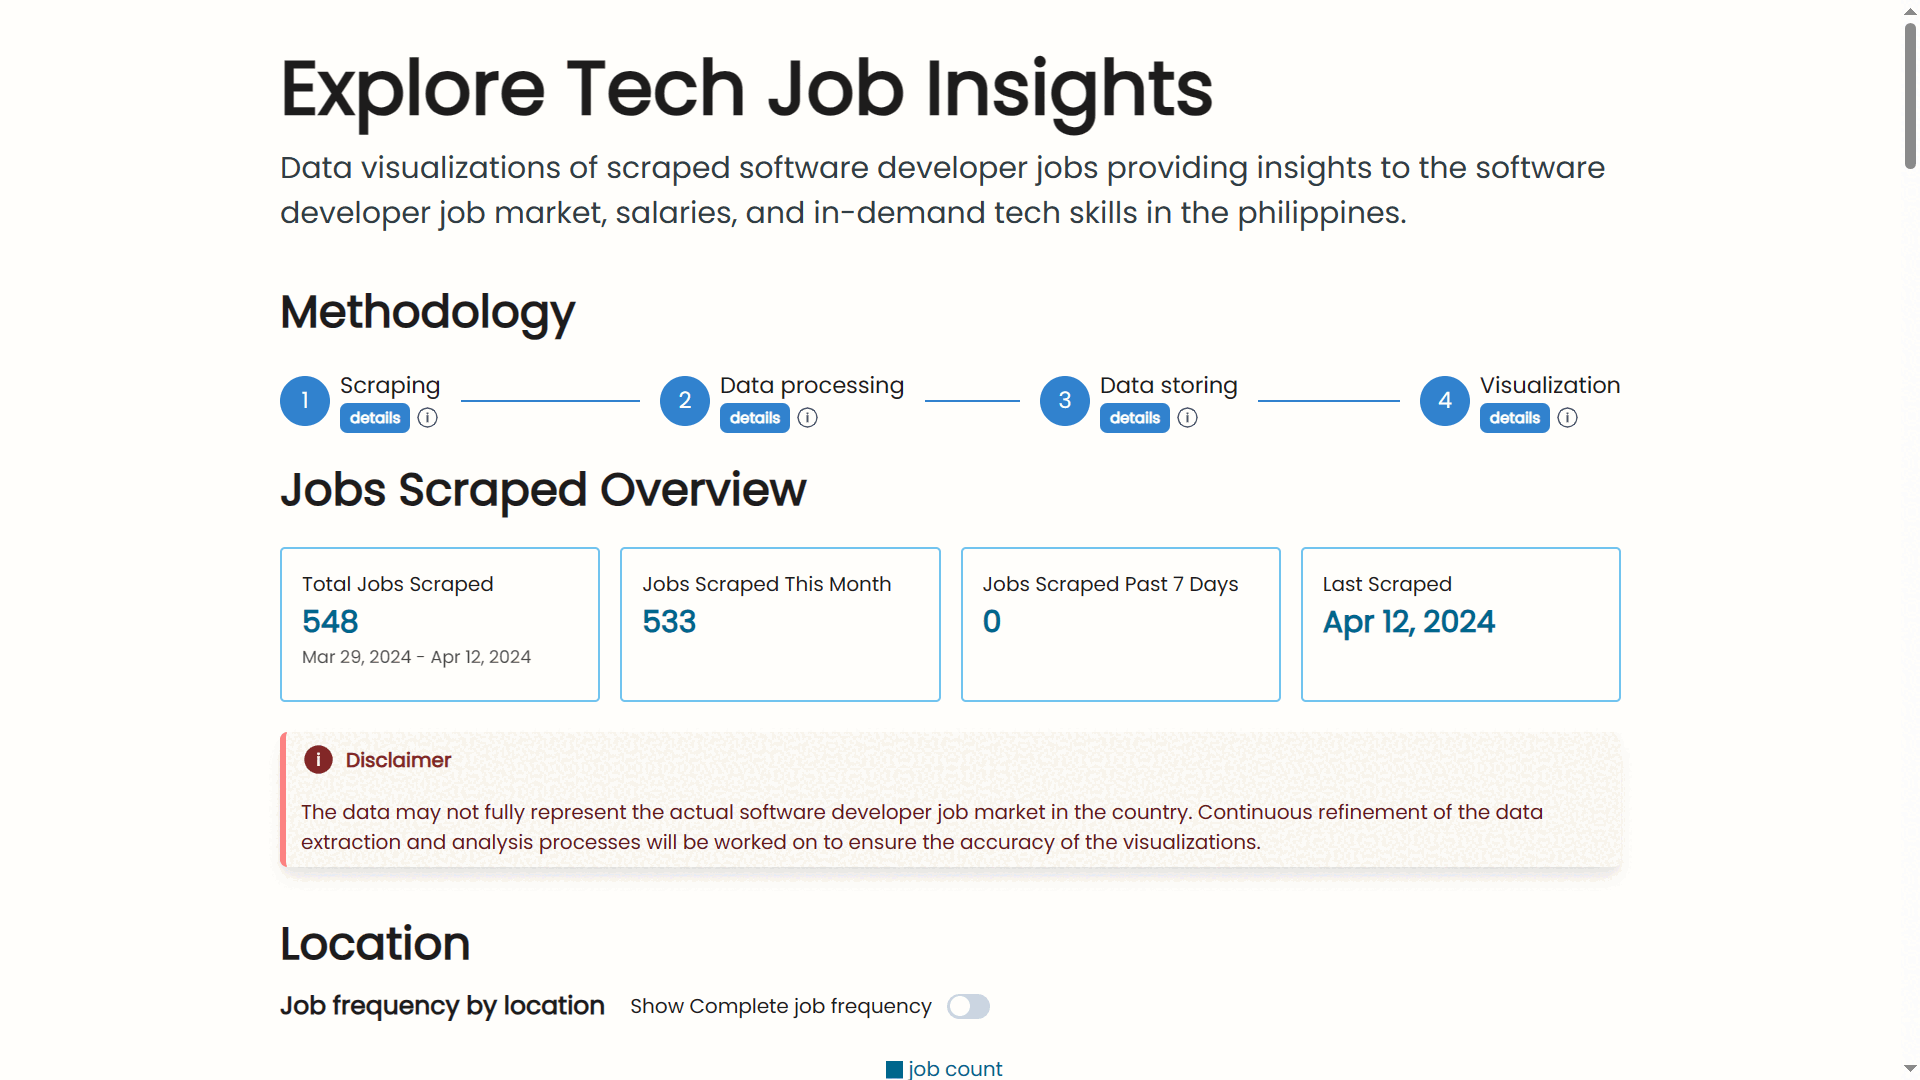 Explore Tech Job Insights
Data visualizations of scraped software developer jobs providing insights to the software
developer job market, salaries, and in-demand tech skills in the philippines.
Methodology
1
Scraping
details
2
Data processing
details
3
Data storing
details
4
Visualization
details
Jobs Scraped Overview
Total Jobs Scraped
548
Mar 29, 2024 - Apr 12, 2024
Jobs Scraped This Month
533
Jobs Scraped Past 7 Days
0
Last Scraped
Apr 12, 2024
Disclaimer
The data may not fully represent the actual software developer job market in the country. Continuous refinement of the data
extraction and analysis processes will be worked on to ensure the accuracy of the visualizations.
Location
Job frequency by location
Show Complete job frequency
job count